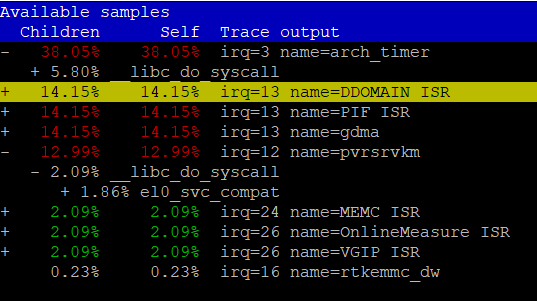 Available samples
Children Self Trace output
- 38.05% 38.05% irq=3 name=arch_timer
+ 5.80% __libc_do_syscall
+ 14.15% 14.15% irq=13 name=DDOMAIN ISR
+ 14.15% 14.15% irq=13 name=PIF ISR
+ 14.15% 14.15% irq=13 name=gdma
- 12.99% 12.99% irq=12 name=pvrsrvkm
- 2.09% __libc_do_syscall
+ 1.86% el0_svc_compat
+ 2.09% 2.09% irq=24 name=MEMC ISR
+ 2.09% 2.09% irq=26 name=OnlineMeasure ISR
+ 2.09% 2.09% irq=26 name=VGIP ISR
0.23% 0.23% irq=16 name=rtkemmc_dw